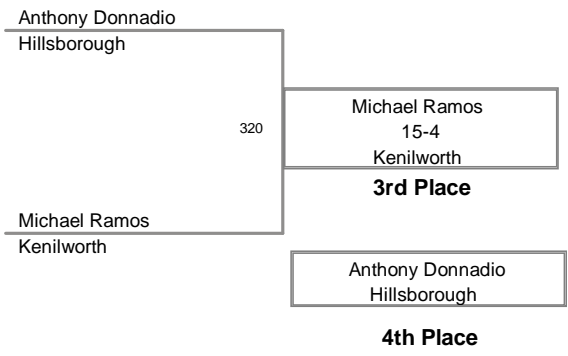 Anthony Donnadio
Hillsborough
320
Michael Ramos
15-4
Kenilworth
3rd Place
Michael Ramos
Kenilworth
Anthony Donnadio
Hillsborough
4th Place